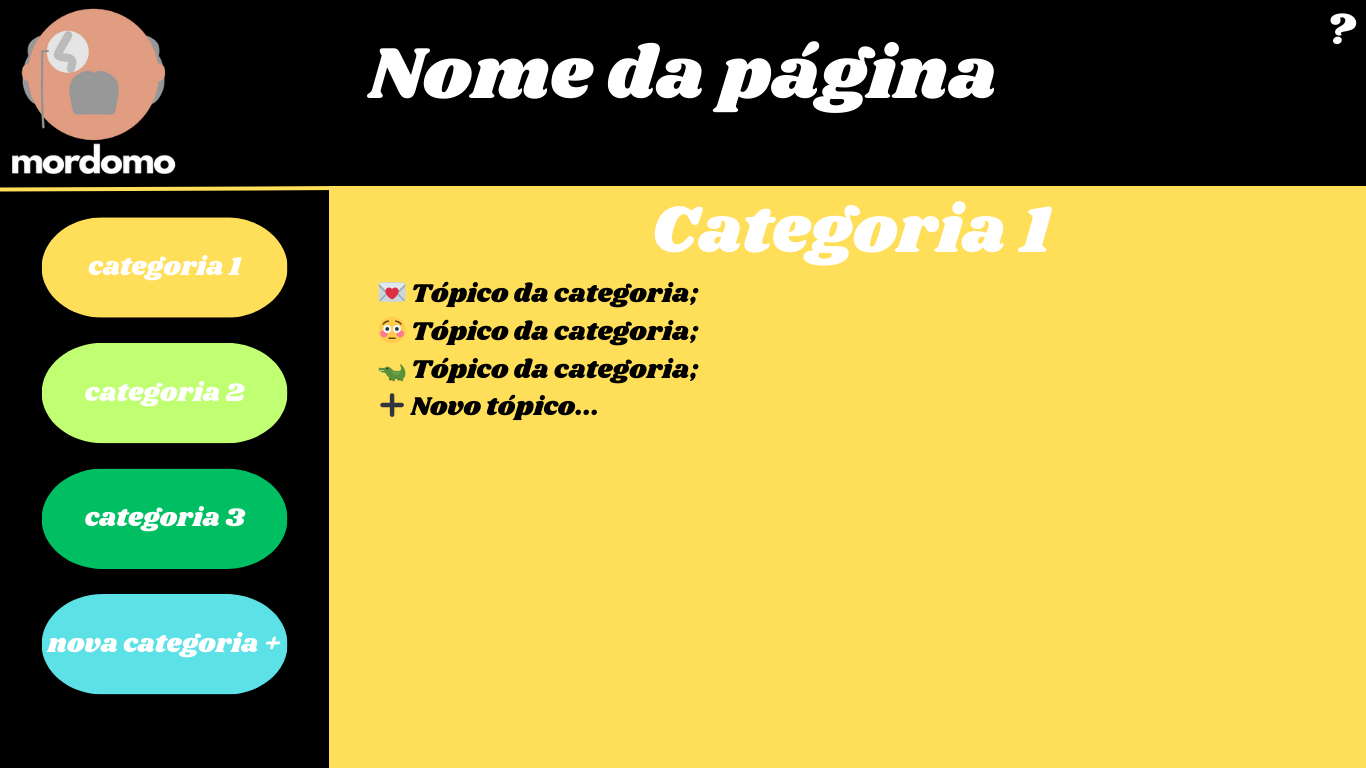 ?
Nome da página
mordomo
categoria 1
categoria 2
categoria 3
nova categoria +
Categoria 1
Tópico da categoria;
Tópico da categoria;
Tópico da categoria;
Novo tópico...